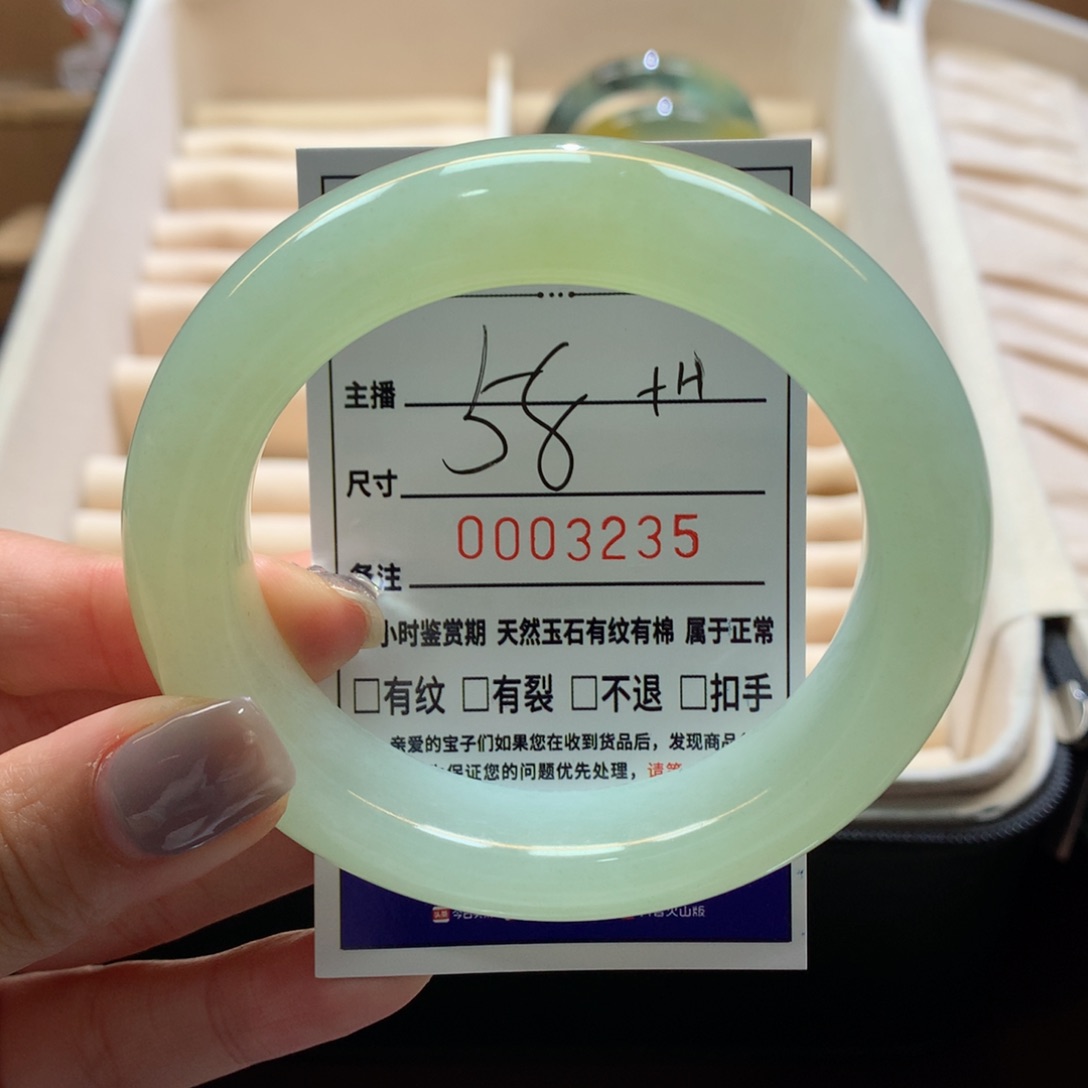 主播
58 +H
尺寸
0003235
备注
小时鉴赏期 天然玉石有纹有棉 属于正常
□有纹 □有裂 □不退 □扣手
亲爱的宝子们如果您在收到货品后,发现商品
保证您的问题优先处理,请
火山版